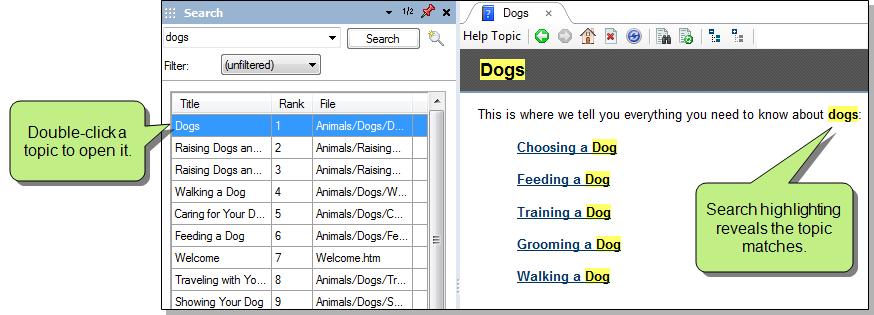 Search
1/2
dogs
Search
Filter:
(unfiltered)
Title Rank File
Dogs 1 Animals/Dogs/D...
Raising Dogs an... 2 Animals/Raising...
Raising Dogs an... 3 Animals/Raising...
Walking a Dog 4 Animals/Dogs/W...
Caring for Your D... 5 Animals/Dogs/C...
Feeding a Dog 6 Animals/Dogs/Fe...
Welcome 7 Welcome.htm
Traveling with Yo... 8 Animals/Dogs/Tr...
Showing Your Dog 9 Animals/Dogs/S...
Double-click a
topic to open it.
? Dogs
Help Topic
Dogs
This is where we tell you everything you need to know about dogs:
Choosing a Dog
Feeding a Dog
Training a Dog
Grooming a Dog
Walking a Dog
Search highlighting
reveals the topic
matches.